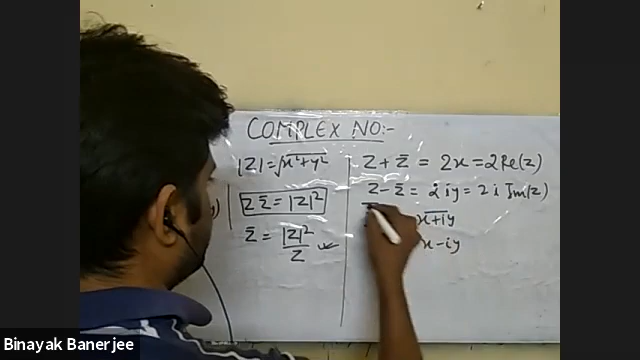 COMPLEX NO:-
|Z| = √x²+y²
y)
Z Z̄ = |Z|²
Z̄ = |Z|²/Z
Z + Z̄ = 2x = 2Re(z)
Z - Z̄ = 2iy = 2i Im(z)
x+iy
x-iy
Binayak Banerjee